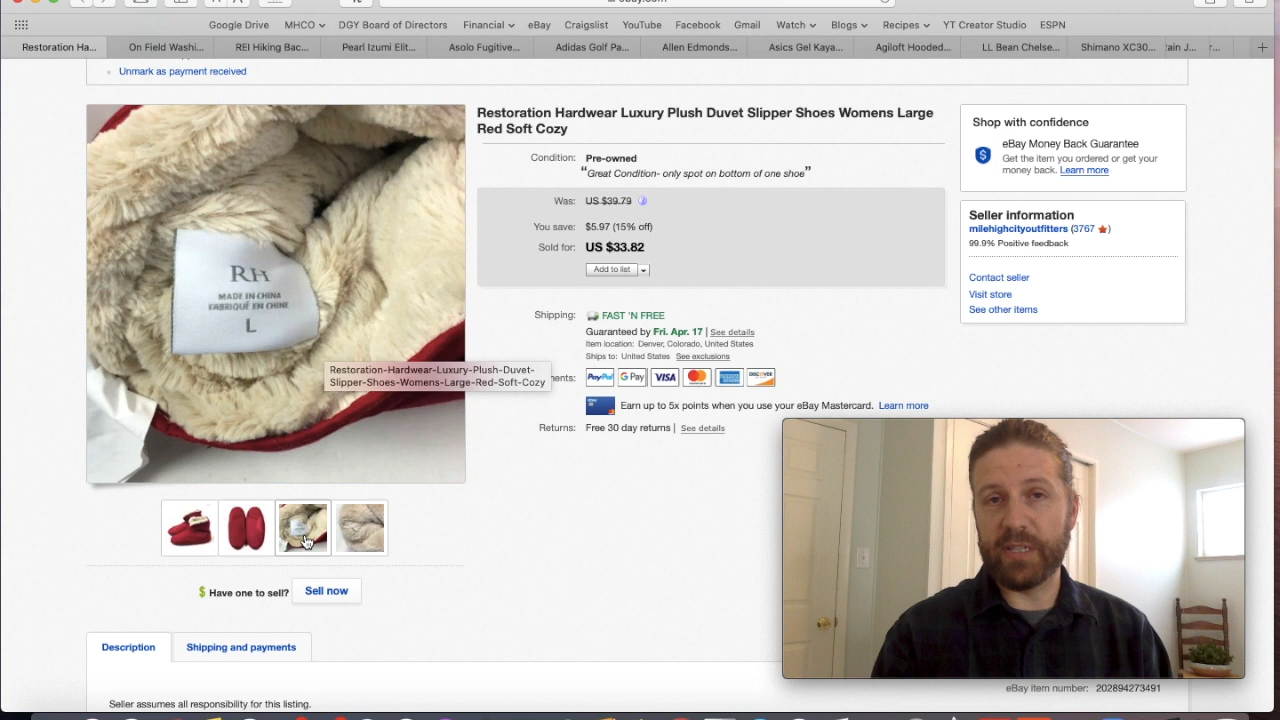 Google Drive MHCO DGY Board of Directors Financial eBay Craigslist YouTube Facebook Gmail Watch Blogs Recipes YT Creator Studio ESPN
Restoration Ha... On Field Washi... REI Hiking Bac... Pearl Izumi Elit... Asolo Fugitive... Adidas Golf Pa... Allen Edmonds... Asics Gel Kaya... Agiloft Hooded... LL Bean Chelse... Shimano XC30...
Unmark as payment received
Restoration Hardwear Luxury Plush Duvet Slipper Shoes Womens Large
Red Soft Cozy
Condition: Pre-owned
“Great Condition- only spot on bottom of one shoe”
Was: US $39.79
You save: $5.97 (15% off)
Sold for: US $33.82
Add to list
Shipping: FAST 'N FREE
Guaranteed by Fri. Apr. 17 | See details
Item location: Denver, Colorado, United States
Ships to: United States See exclusions
ents: PayPal G Pay VISA MasterCard AMERICAN EXPRESS DISCOVER
Earn up to 5x points when you use your eBay Mastercard. Learn more
Returns: Free 30 day returns | See details
Shop with confidence
eBay Money Back Guarantee
Get the item you ordered or get your
money back. Learn more
Seller information
milehighcityoutfitters (3767 )
99.9% Positive feedback
Contact seller
Visit store
See other items
RH
MADE IN CHINA
FABRIQUÉ EN CHINE
L
Restoration-Hardwear-Luxury-Plush-Duvet-
Slipper-Shoes-Womens-Large-Red-Soft-Cozy
Have one to sell? Sell now
Description Shipping and payments
eBay item number: 202894273491
Seller assumes all responsibility for this listing.